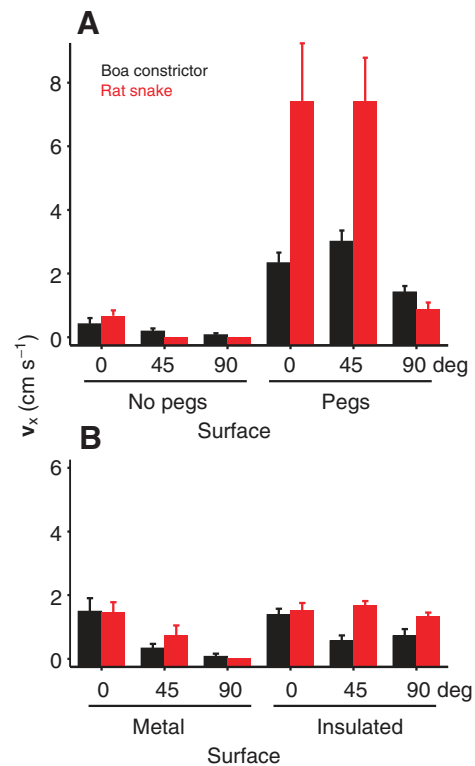 A
Boa constrictor
Rat snake
8
6
4
2
0
0 45 90 0 45 90 deg
No pegs Pegs
Surface
vx (cm s–1)
B
6
4
2
0
0 45 90 0 45 90 deg
Metal Insulated
Surface